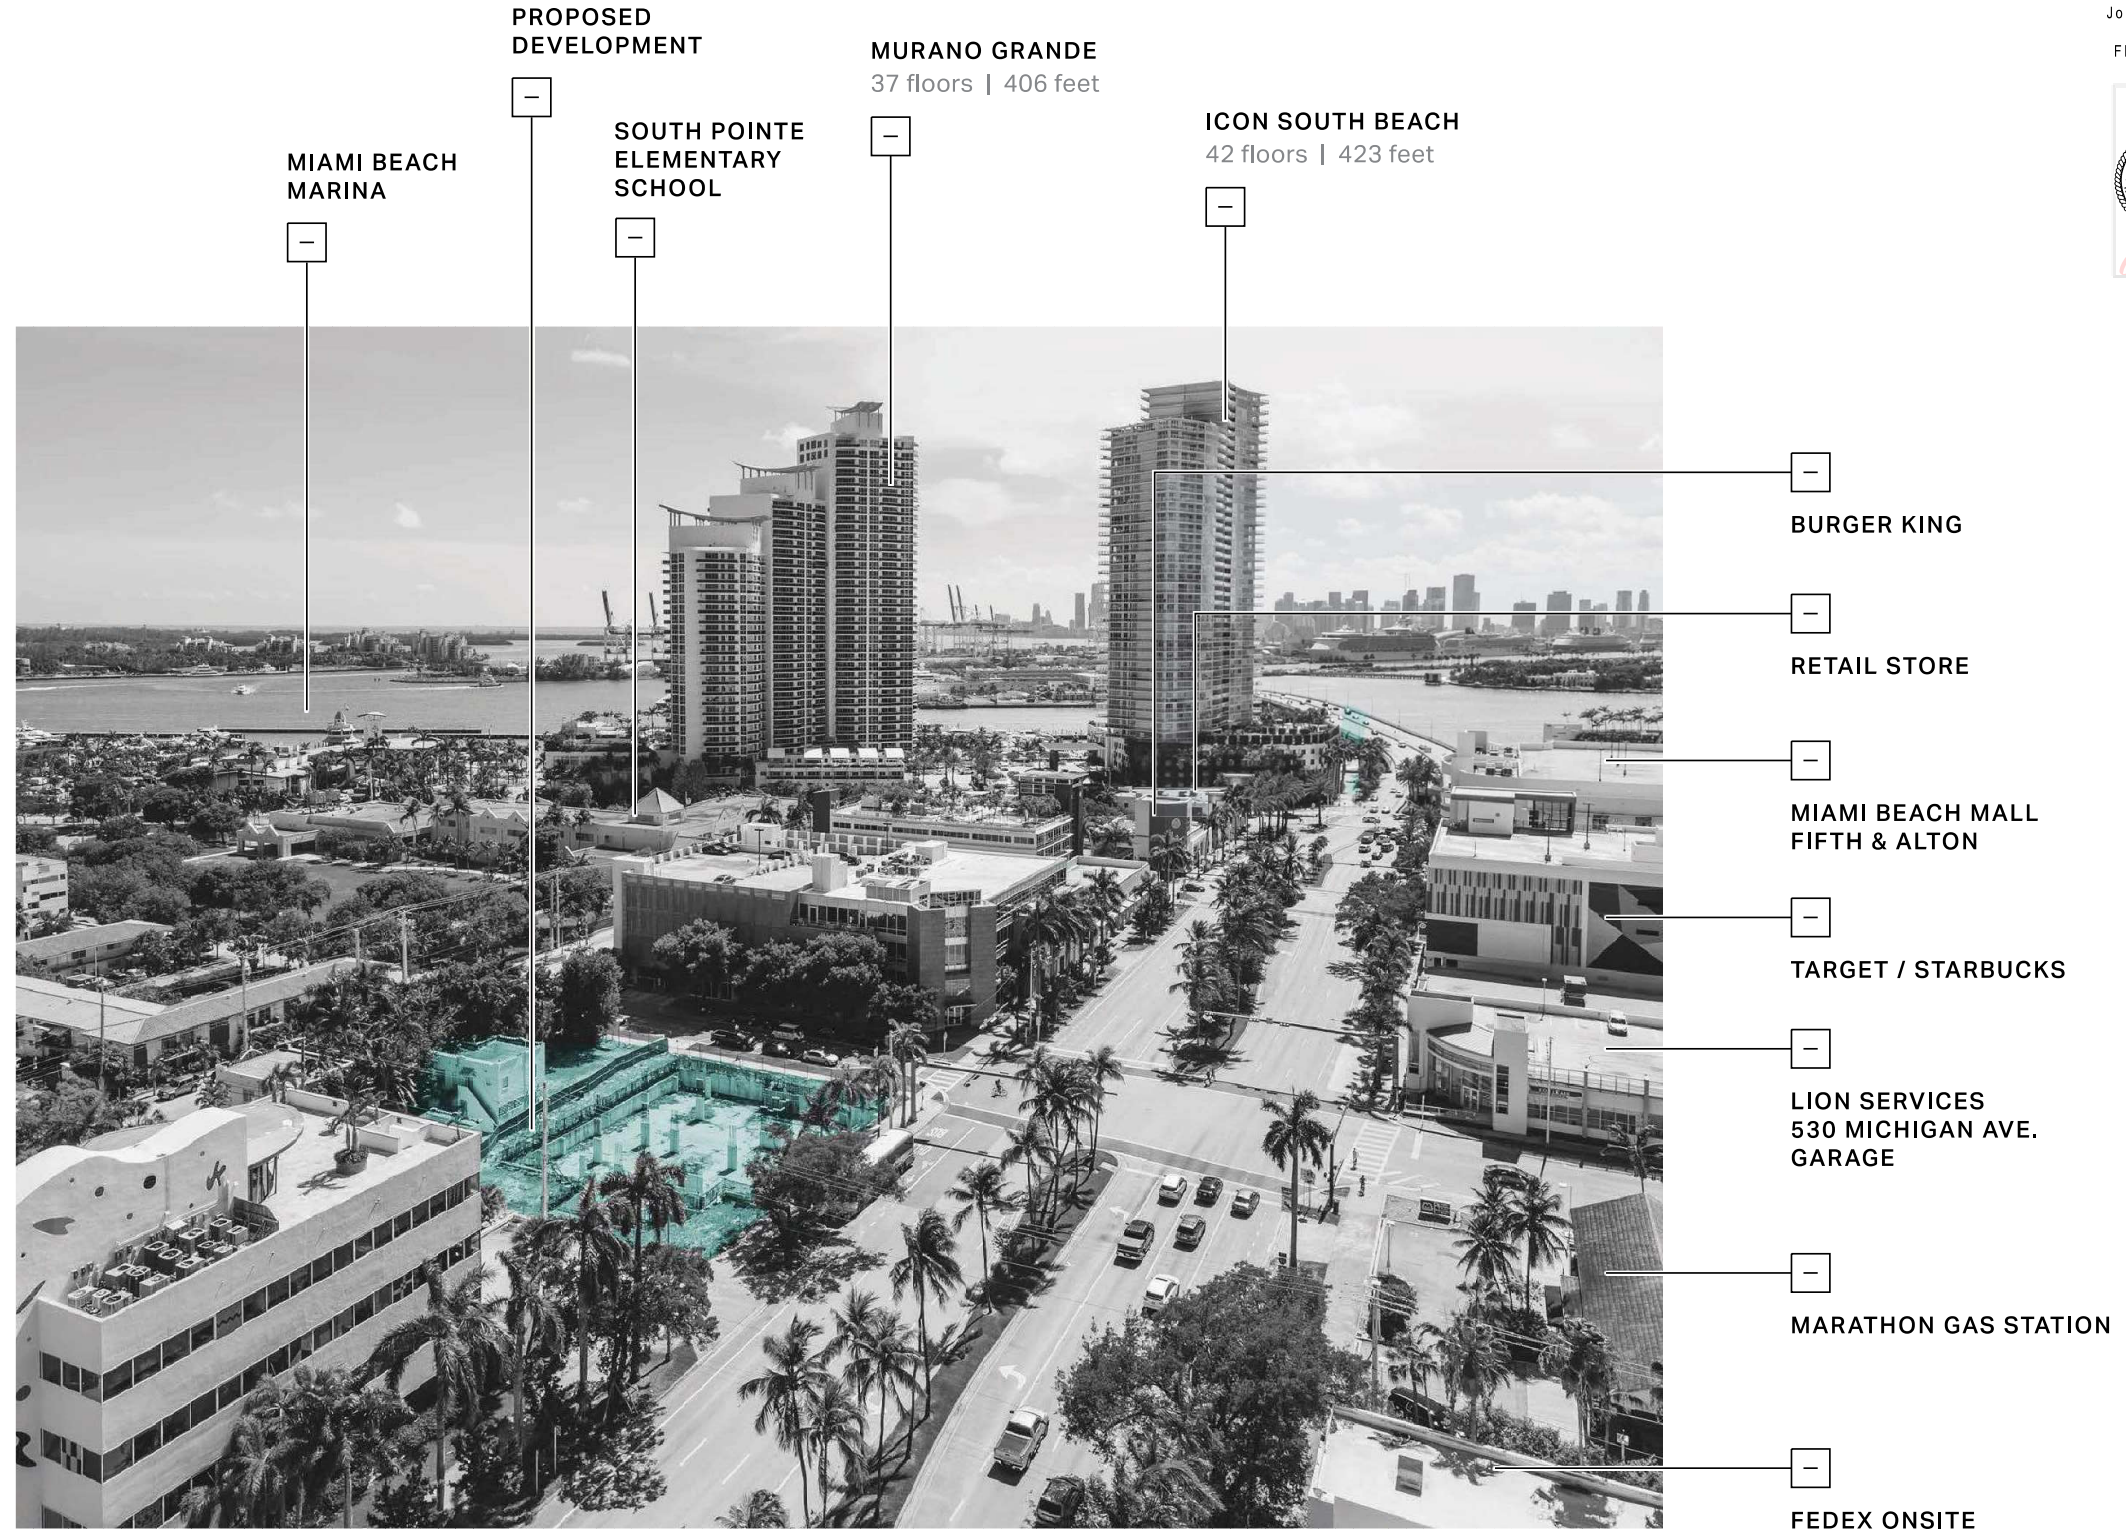 PROPOSED
DEVELOPMENT
MURANO GRANDE
37 floors | 406 feet
SOUTH POINTE
ELEMENTARY
SCHOOL
ICON SOUTH BEACH
42 floors | 423 feet
MIAMI BEACH
MARINA
BURGER KING
RETAIL STORE
MIAMI BEACH MALL
FIFTH & ALTON
TARGET / STARBUCKS
LION SERVICES
530 MICHIGAN AVE.
GARAGE
MARATHON GAS STATION
FEDEX ONSITE